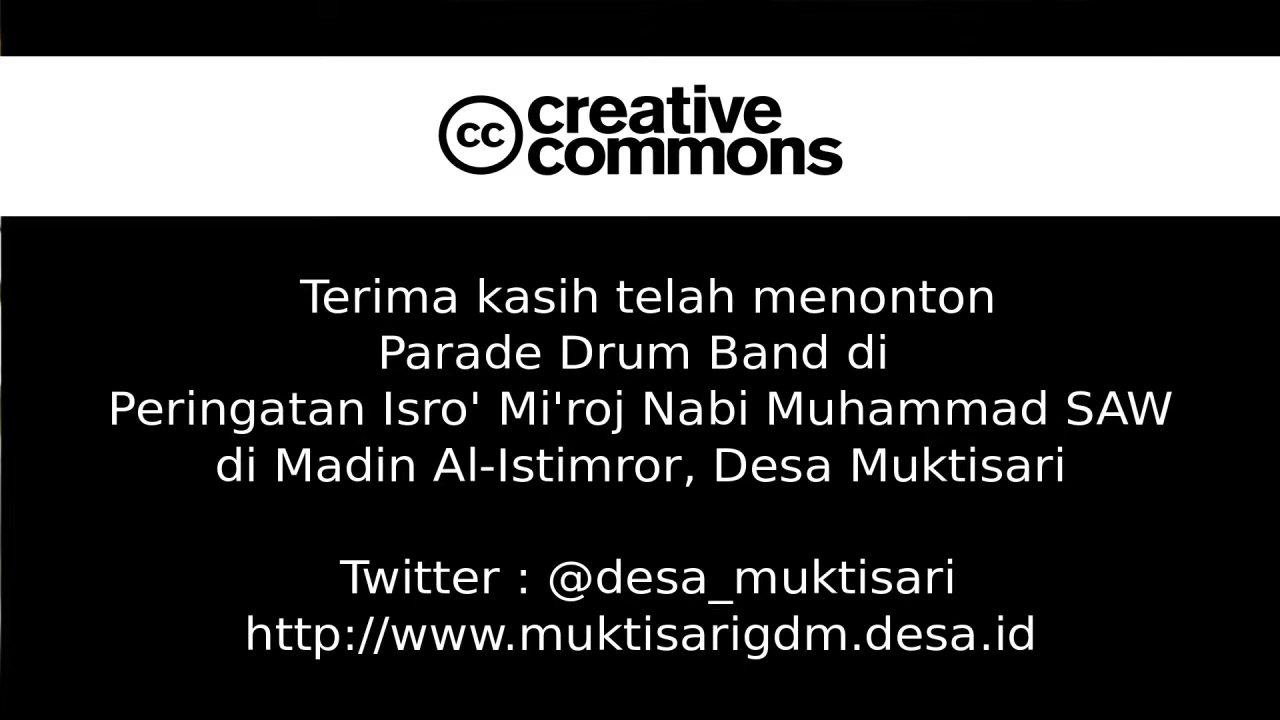 cc creative
commons
Terima kasih telah menonton
Parade Drum Band di
Peringatan Isro' Mi'roj Nabi Muhammad SAW
di Madin Al-Istimror, Desa Muktisari
Twitter : @desa_muktisari
http://www.muktisarigdm.desa.id